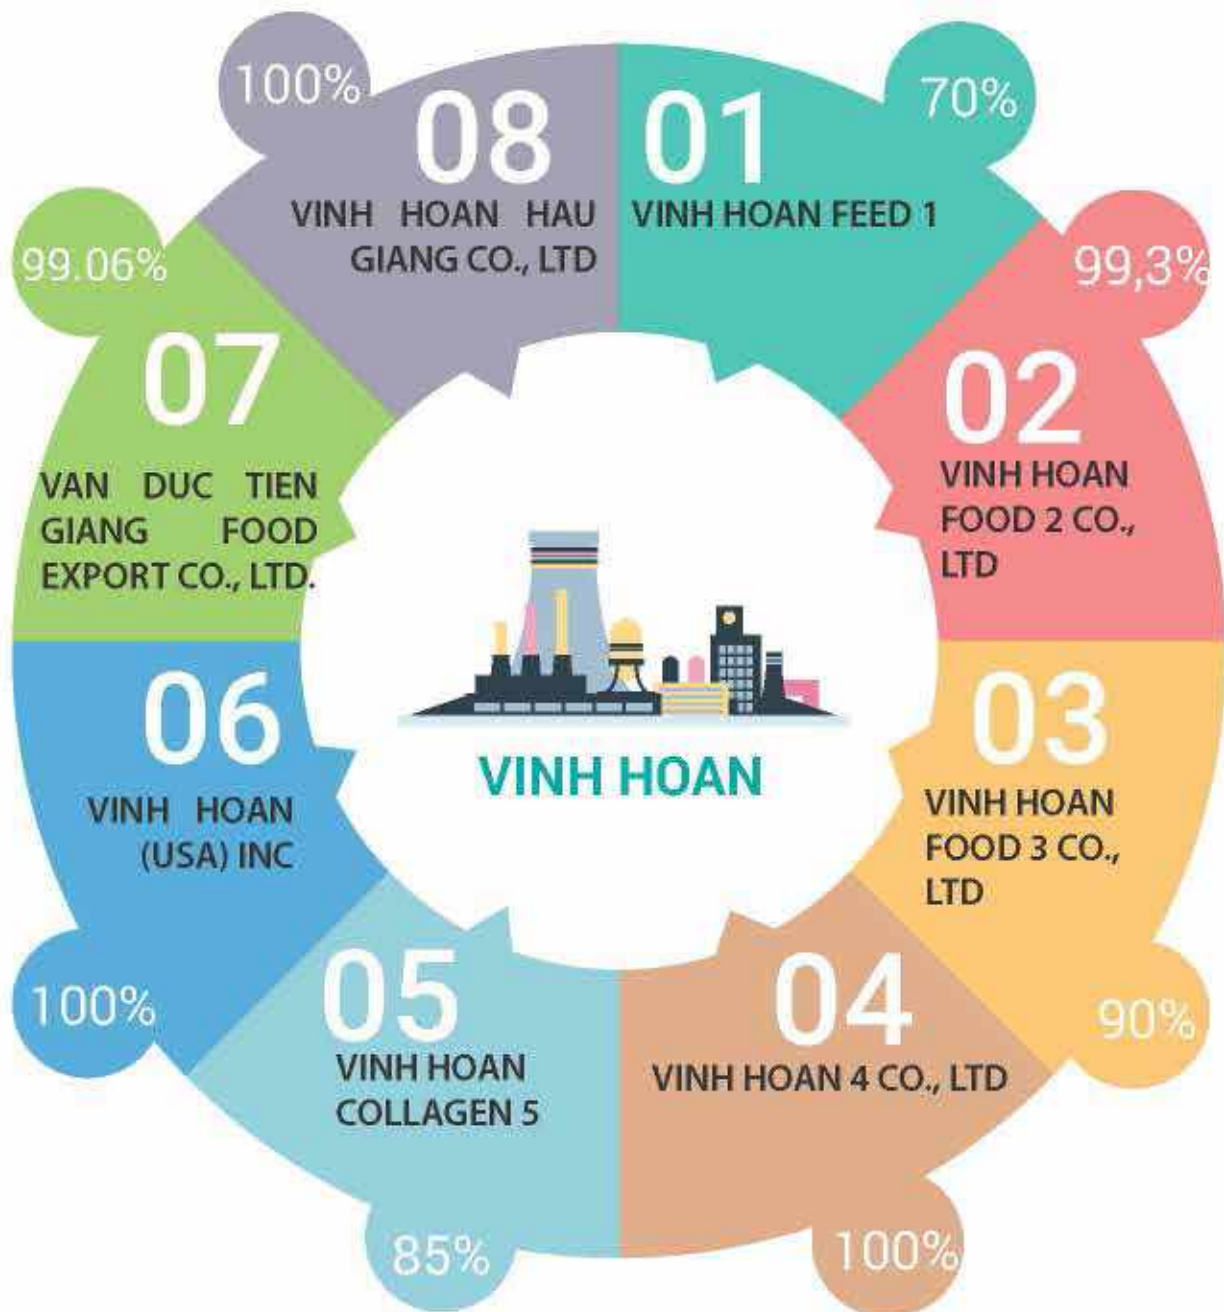 100%
08
VINH HOAN HAU
GIANG CO., LTD
01
70%
VINH HOAN FEED 1
99,3%
02
VINH HOAN
FOOD 2 CO.,
LTD
03
VINH HOAN
FOOD 3 CO.,
LTD
90%
04
VINH HOAN 4 CO., LTD
100%
05
VINH HOAN
COLLAGEN 5
85%
06
VINH HOAN
(USA) INC
100%
99.06%
07
VAN DUC TIEN
GIANG FOOD
EXPORT CO., LTD.
VINH HOAN